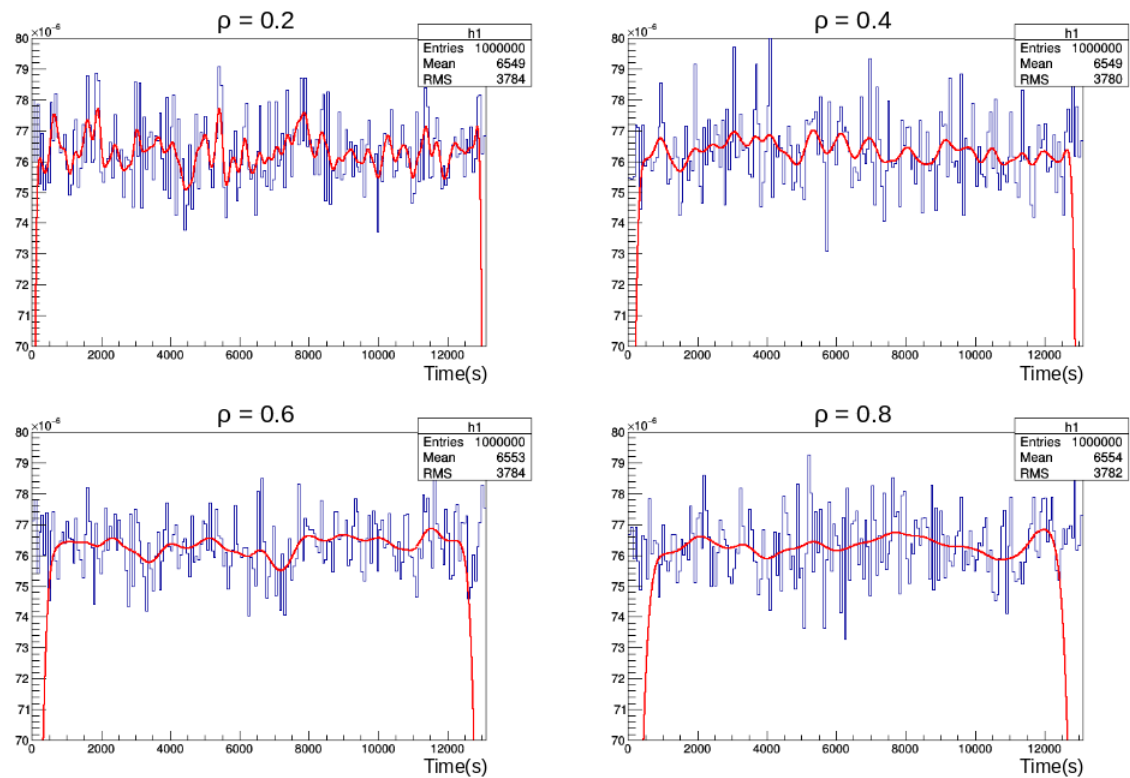 ρ = 0.2
×10⁻⁶
h1
Entries 1000000
Mean 6549
RMS 3784
80
79
78
77
76
75
74
73
72
71
70
0 2000 4000 6000 8000 10000 12000
Time(s)
ρ = 0.4
×10⁻⁶
h1
Entries 1000000
Mean 6549
RMS 3780
80
79
78
77
76
75
74
73
72
71
70
0 2000 4000 6000 8000 10000 12000
Time(s)
ρ = 0.6
×10⁻⁶
h1
Entries 1000000
Mean 6553
RMS 3784
80
79
78
77
76
75
74
73
72
71
70
0 2000 4000 6000 8000 10000 12000
Time(s)
ρ = 0.8
×10⁻⁶
h1
Entries 1000000
Mean 6554
RMS 3782
80
79
78
77
76
75
74
73
72
71
70
0 2000 4000 6000 8000 10000 12000
Time(s)